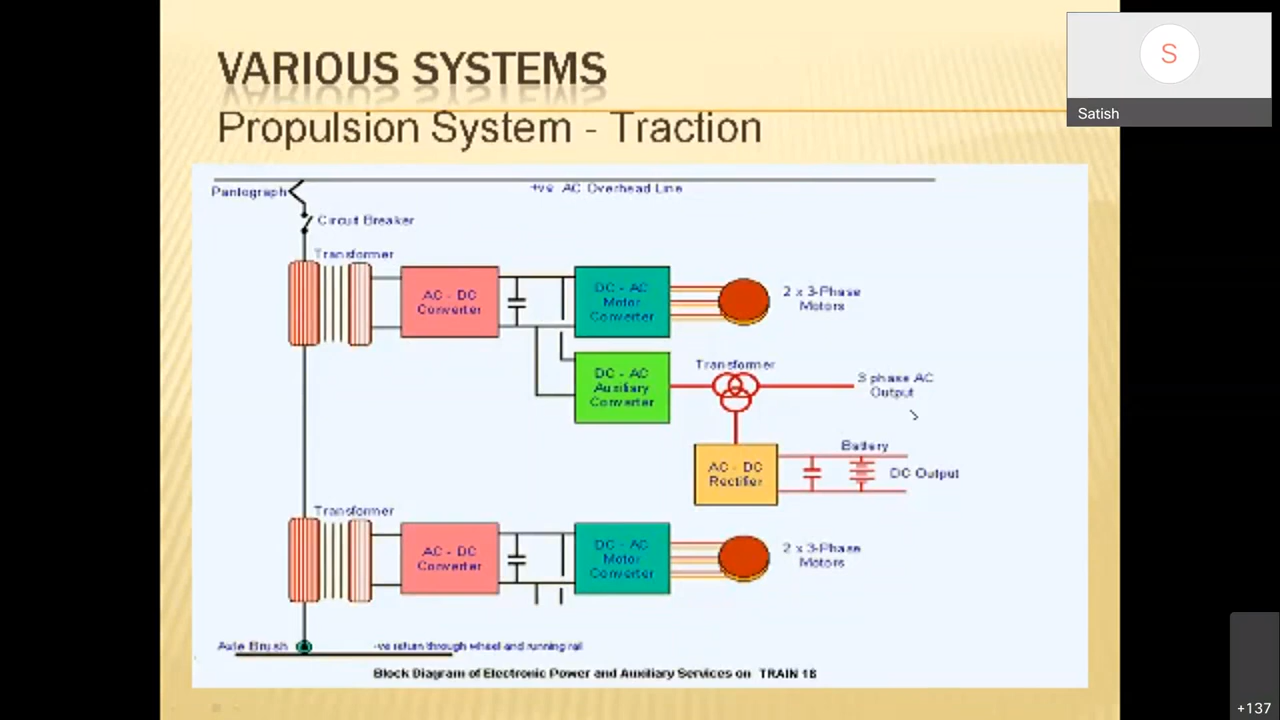 VARIOUS SYSTEMS
Propulsion System - Traction
S
Satish
Pantograph
+ve AC Overhead Line
Circuit Breaker
Transformer
AC - DC
Converter
DC - AC
Motor
Converter
2 x 3-Phase
Motors
DC - AC
Auxiliary
Converter
Transformer
3 phase AC
Output
AC - DC
Rectifier
Battery
DC Output
Transformer
AC - DC
Converter
DC - AC
Motor
Converter
2 x 3-Phase
Motors
Axle Brush
-ve return through wheel and running rail
Block Diagram of Electronic Power and Auxiliary Services on TRAIN 18
+137